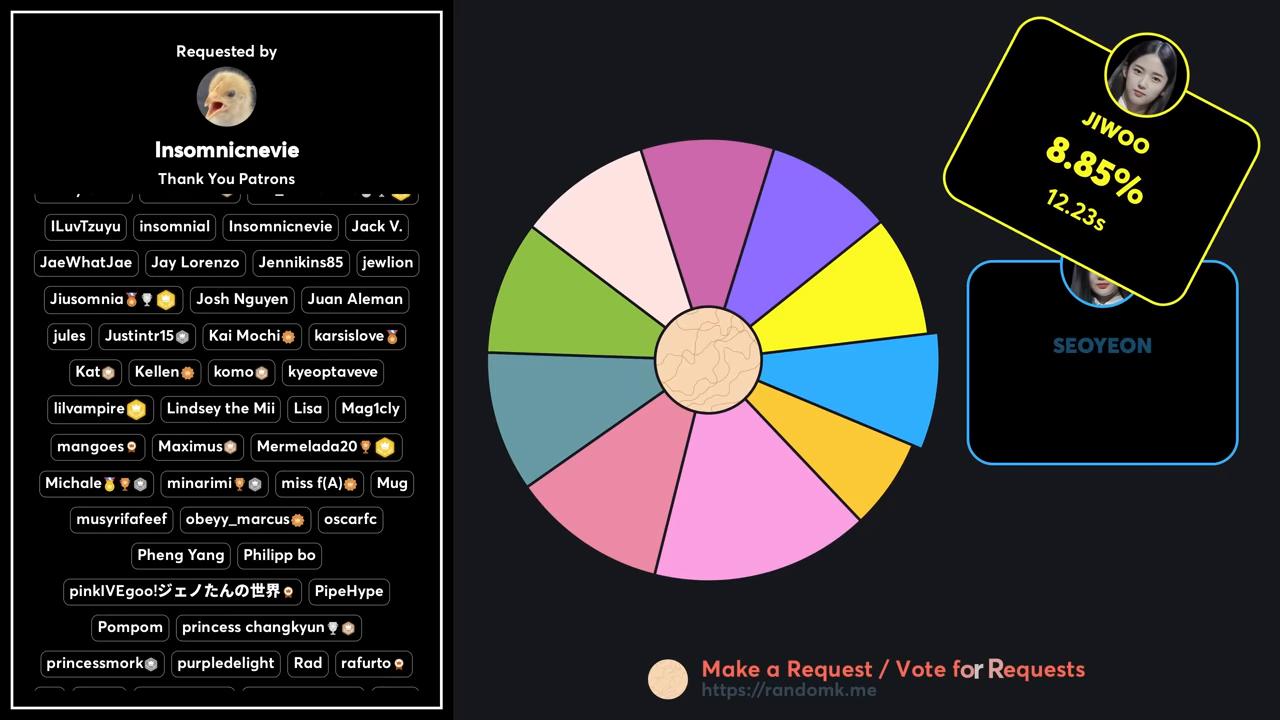 Requested by
Insomnicnevie
Thank You Patrons
ILuvTzuyu insomnial Insomnicnevie Jack V.
JaeWhatJae Jay Lorenzo Jennikins85 jewlion
Jiusomnia Josh Nguyen Juan Aleman
jules Justintr15 Kai Mochi karsislove
Kat Kellen komo kyeoptaveve
lilvampire Lindsey the Mii Lisa Mag1cly
mangoes Maximus Mermelada20
Michale minarimi miss f(A) Mug
musyrifafeef obeyy_marcus oscarfc
Pheng Yang Philipp bo
pinkIVEgoo!ジェノたんの世界 PipeHype
Pompom princess changkyun
princessmork purpledelight Rad rafurto
JIWOO
8.85%
12.23s
SEOYEON
Make a Request / Vote for Requests
https://randomk.me